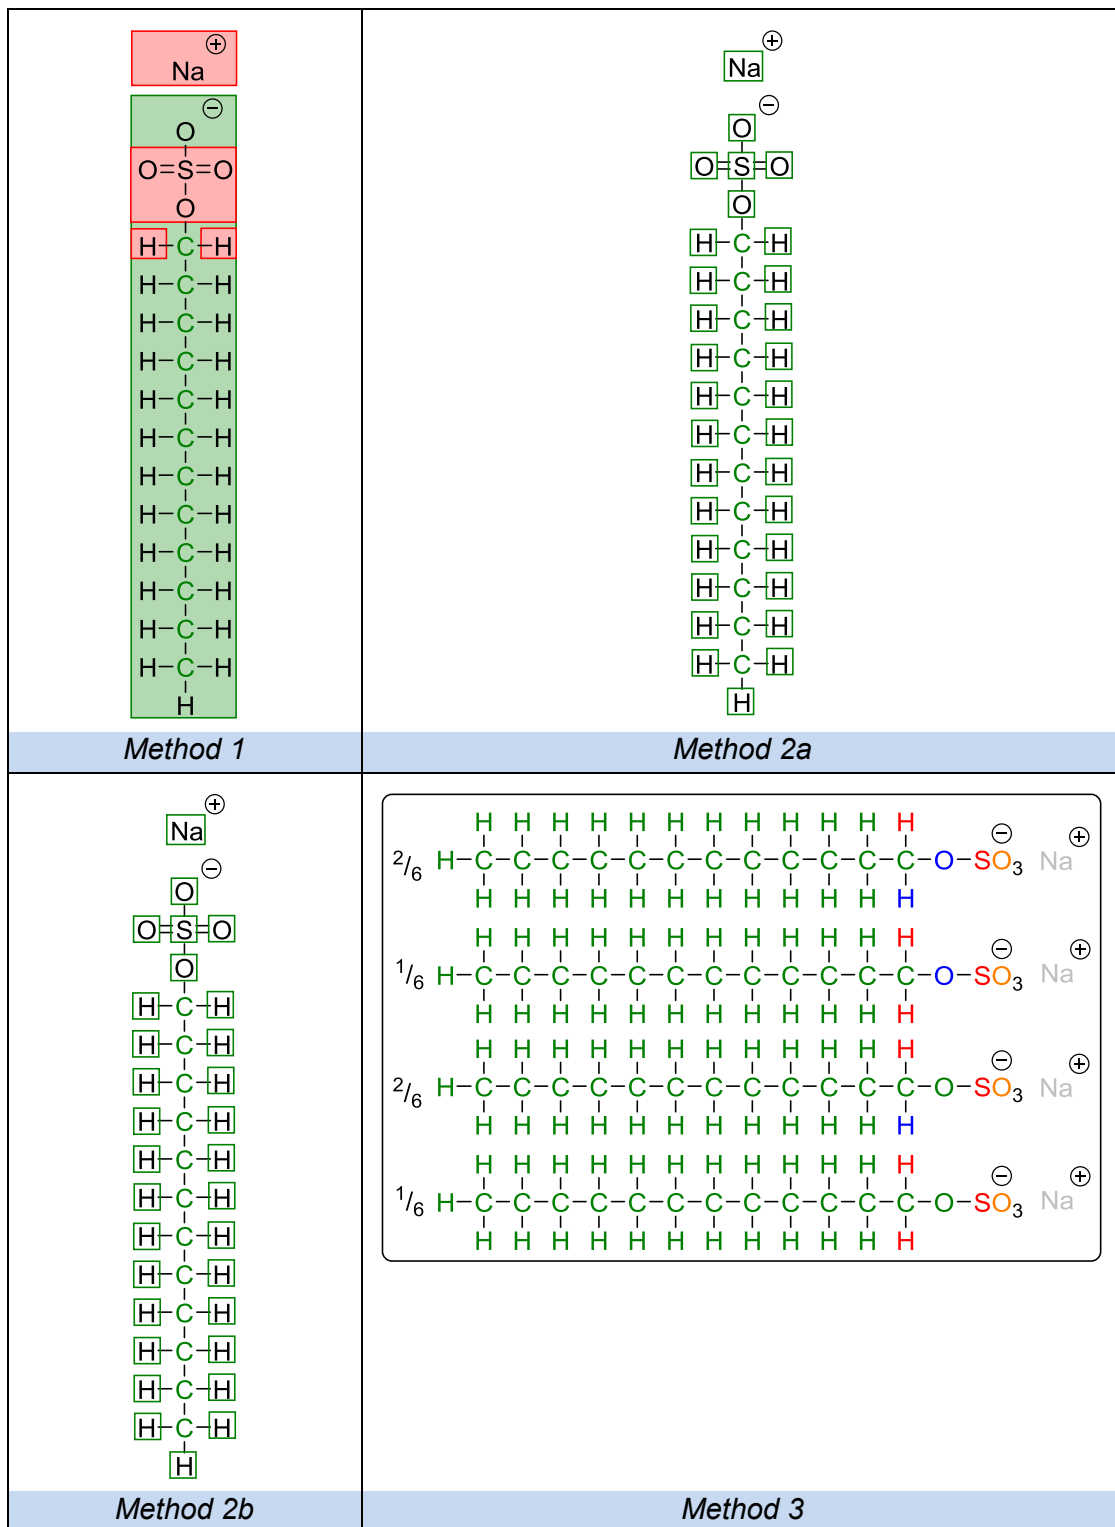 ⊕
Na
⊖
O
O=S=O
O
H–C–H
H–C–H
H–C–H
H–C–H
H–C–H
H–C–H
H–C–H
H–C–H
H–C–H
H–C–H
H–C–H
H–C–H
H
Method 1
⊕
Na
⊖
O
O=S=O
O
H–C–H
H–C–H
H–C–H
H–C–H
H–C–H
H–C–H
H–C–H
H–C–H
H–C–H
H–C–H
H–C–H
H–C–H
H
Method 2a
⊕
Na
⊖
O
O=S=O
O
H–C–H
H–C–H
H–C–H
H–C–H
H–C–H
H–C–H
H–C–H
H–C–H
H–C–H
H–C–H
H–C–H
H–C–H
H
Method 2b
H H H H H H H H H H H H ⊖ ⊕
2/6 H–C–C–C–C–C–C–C–C–C–C–C–C–O–SO₃ Na
H H H H H H H H H H H H
H H H H H H H H H H H H ⊖ ⊕
1/6 H–C–C–C–C–C–C–C–C–C–C–C–C–O–SO₃ Na
H H H H H H H H H H H H
H H H H H H H H H H H H ⊖ ⊕
2/6 H–C–C–C–C–C–C–C–C–C–C–C–C–O–SO₃ Na
H H H H H H H H H H H H
H H H H H H H H H H H H ⊖ ⊕
1/6 H–C–C–C–C–C–C–C–C–C–C–C–C–O–SO₃ Na
H H H H H H H H H H H H
Method 3